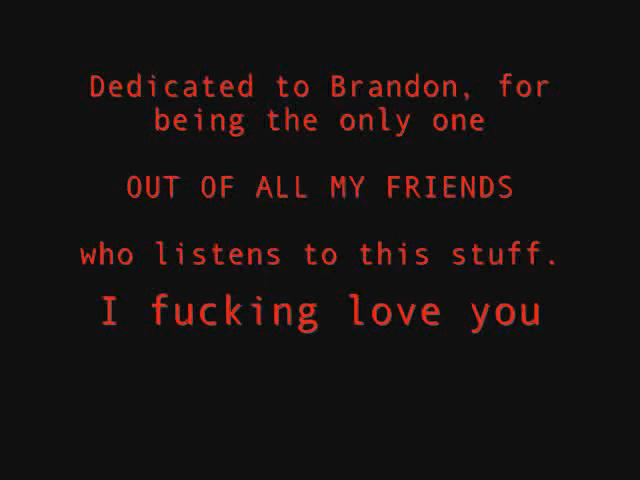 Dedicated to Brandon, for
being the only one
OUT OF ALL MY FRIENDS
who listens to this stuff.
I fucking love you